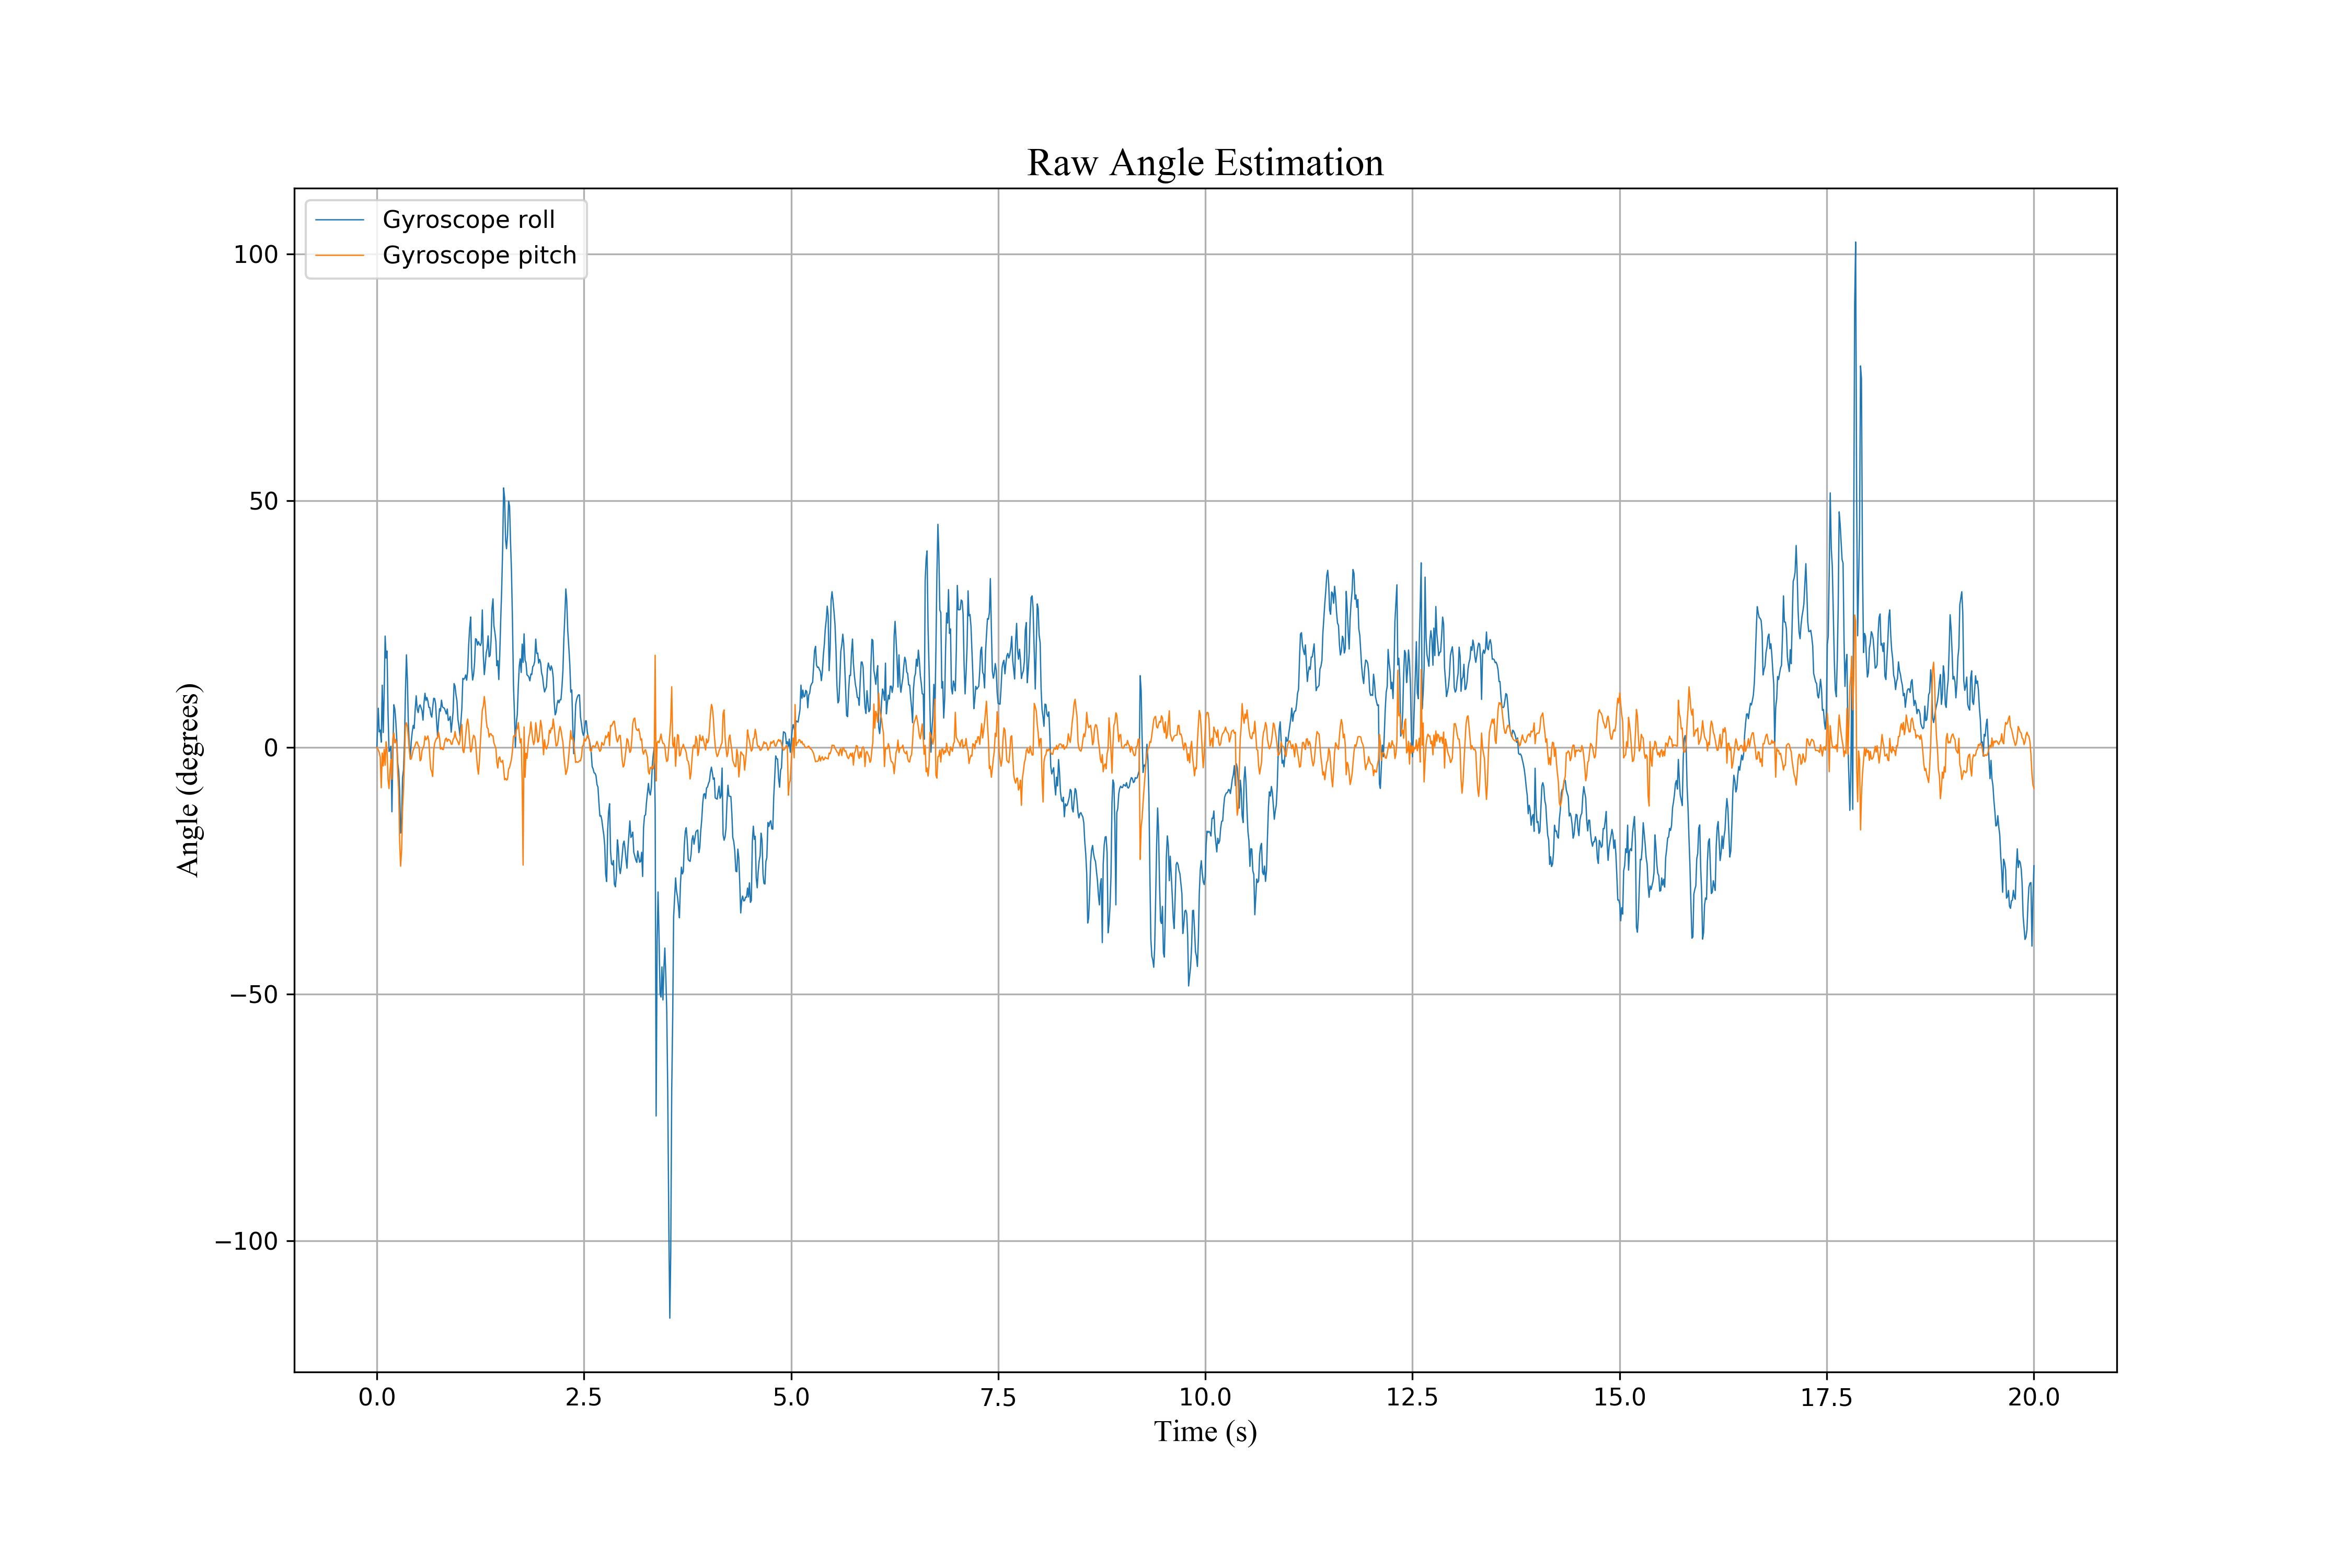 Raw Angle Estimation
Gyroscope roll
Gyroscope pitch
100
50
0
−50
−100
Angle (degrees)
0.0 2.5 5.0 7.5 10.0 12.5 15.0 17.5 20.0
Time (s)